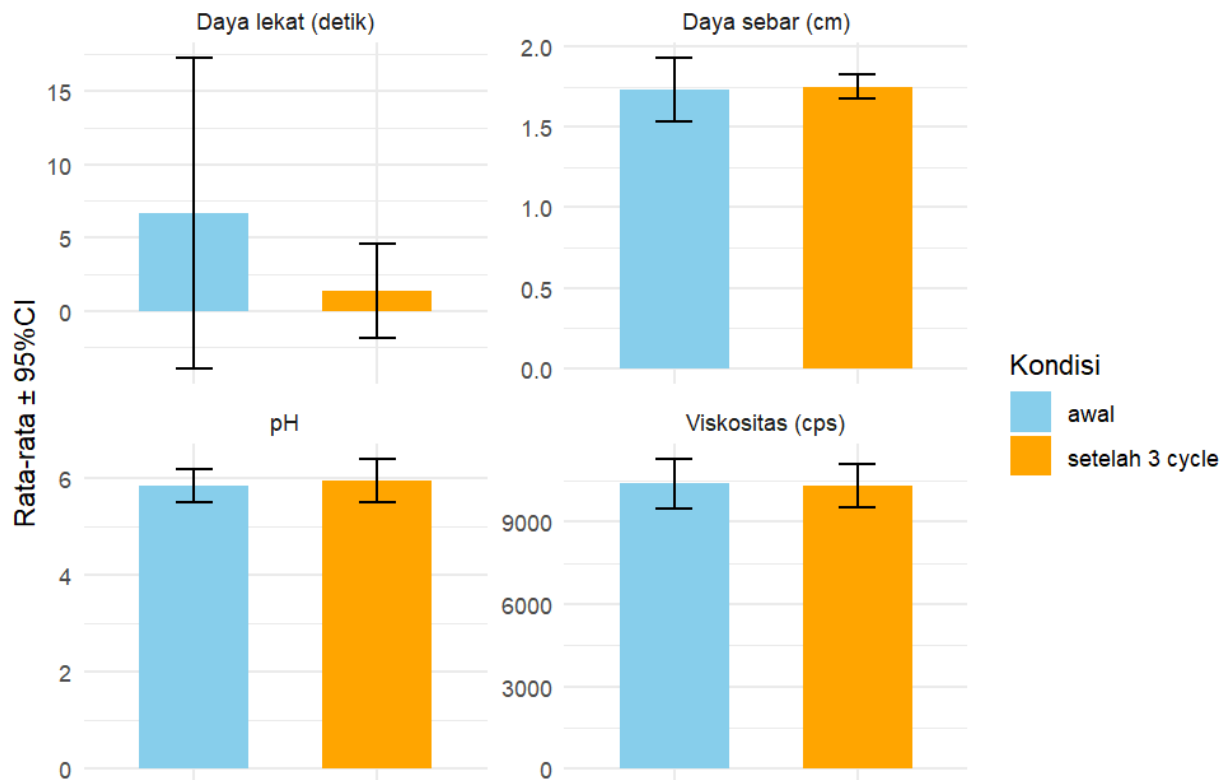 Daya lekat (detik)
15
10
5
0
Daya sebar (cm)
2.0
1.5
1.0
0.5
0.0
Rata-rata ± 95%CI
pH
6
4
2
0
Viskositas (cps)
9000
6000
3000
0
Kondisi
awal
setelah 3 cycle